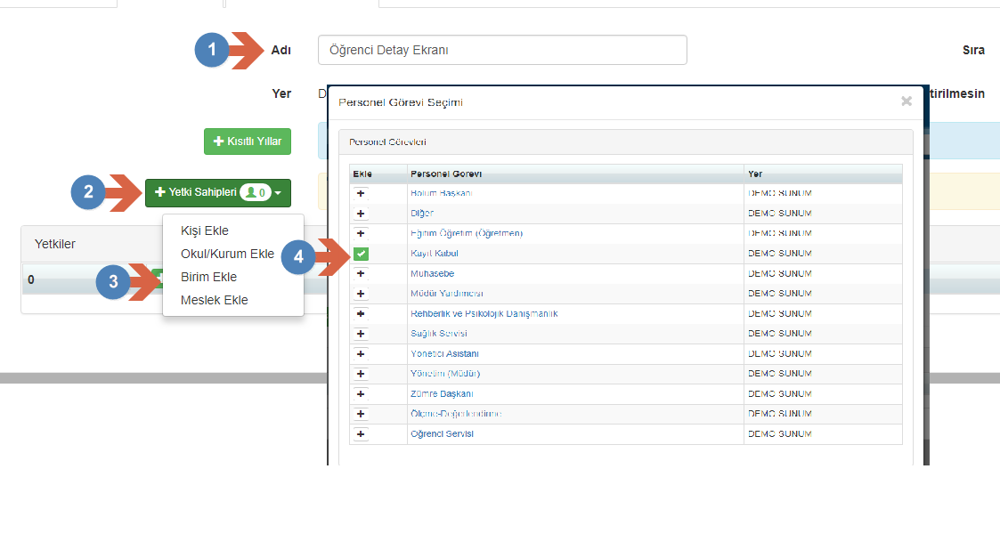 1 Adı Öğrenci Detay Ekranı Sıra
Yer D tirilmesin
Personel Görevi Seçimi ×
Kısıtlı Yıllar
Personel Görevleri
2 Yetki Sahipleri 0
Kişi Ekle
Okul/Kurum Ekle
Birim Ekle
Meslek Ekle
Yetkiler
0
3
4
Ekle Personel Görevi Yer
+ Bölüm Başkanı DEMO SUNUM
+ Diğer DEMO SUNUM
+ Eğitim Öğretim (Öğretmen) DEMO SUNUM
Kayıt Kabul DEMO SUNUM
+ Muhasebe DEMO SUNUM
+ Müdür Yardımcısı DEMO SUNUM
+ Rehberlik ve Psikolojik Danışmanlık DEMO SUNUM
+ Sağlık Servisi DEMO SUNUM
+ Yönetici Asistanı DEMO SUNUM
+ Yönetim (Müdür) DEMO SUNUM
+ Zümre Başkanı DEMO SUNUM
+ Ölçme-Değerlendirme DEMO SUNUM
+ Öğrenci Servisi DEMO SUNUM